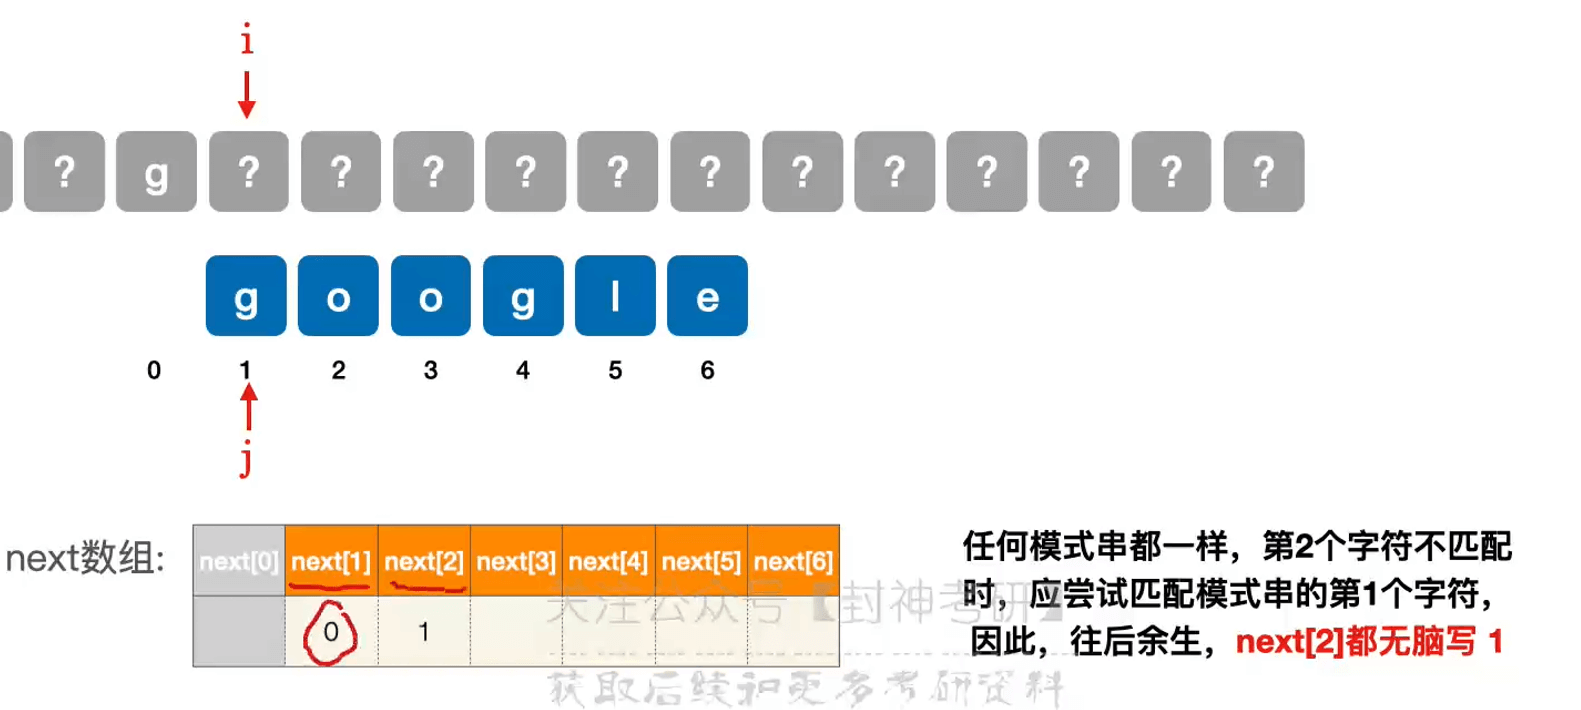 i
? g ? ? ? ? ? ? ? ? ? ? ? ?
g o o g l e
0 1 2 3 4 5 6
j
next数组:
next[0] next[1] next[2] next[3] next[4] next[5] next[6]
0 1
任何模式串都一样，第2个字符不匹配
时，应尝试匹配模式串的第1个字符，
因此，往后余生，next[2]都无脑写 1
关注公众号【封神考研】
获取后续和更多考研资料